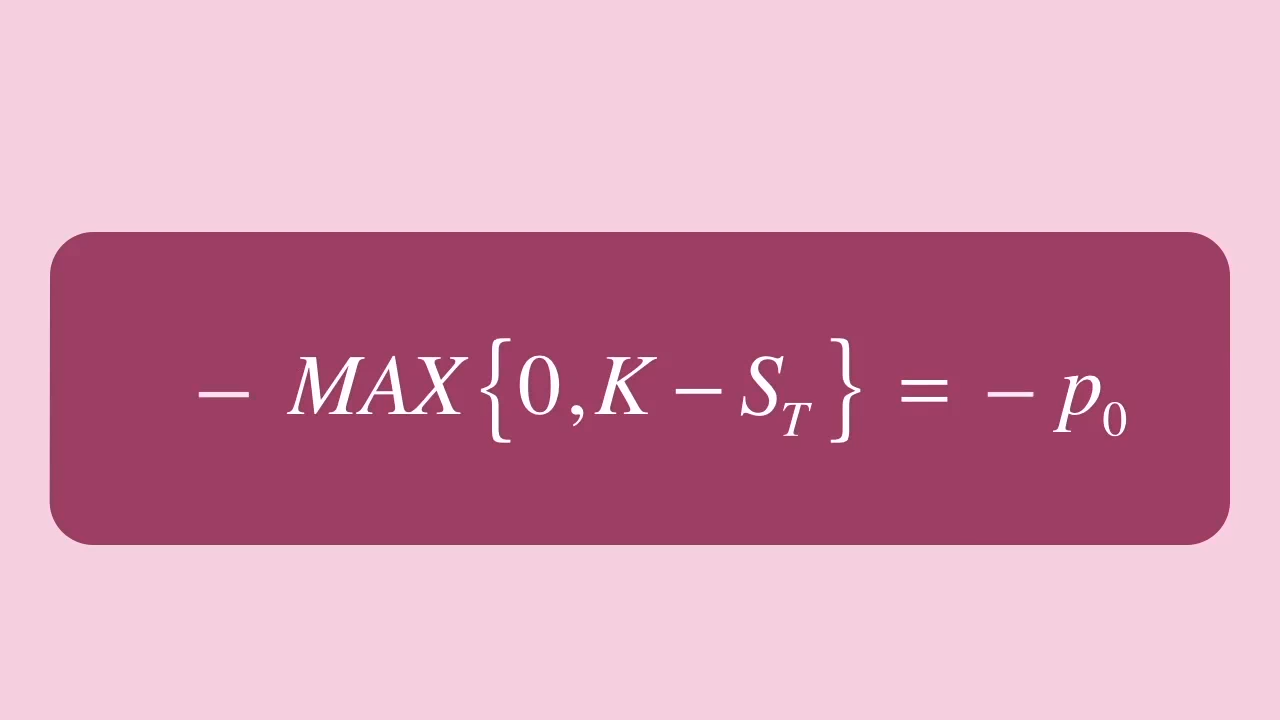 − MAX{0,K−S_T} = − p_0